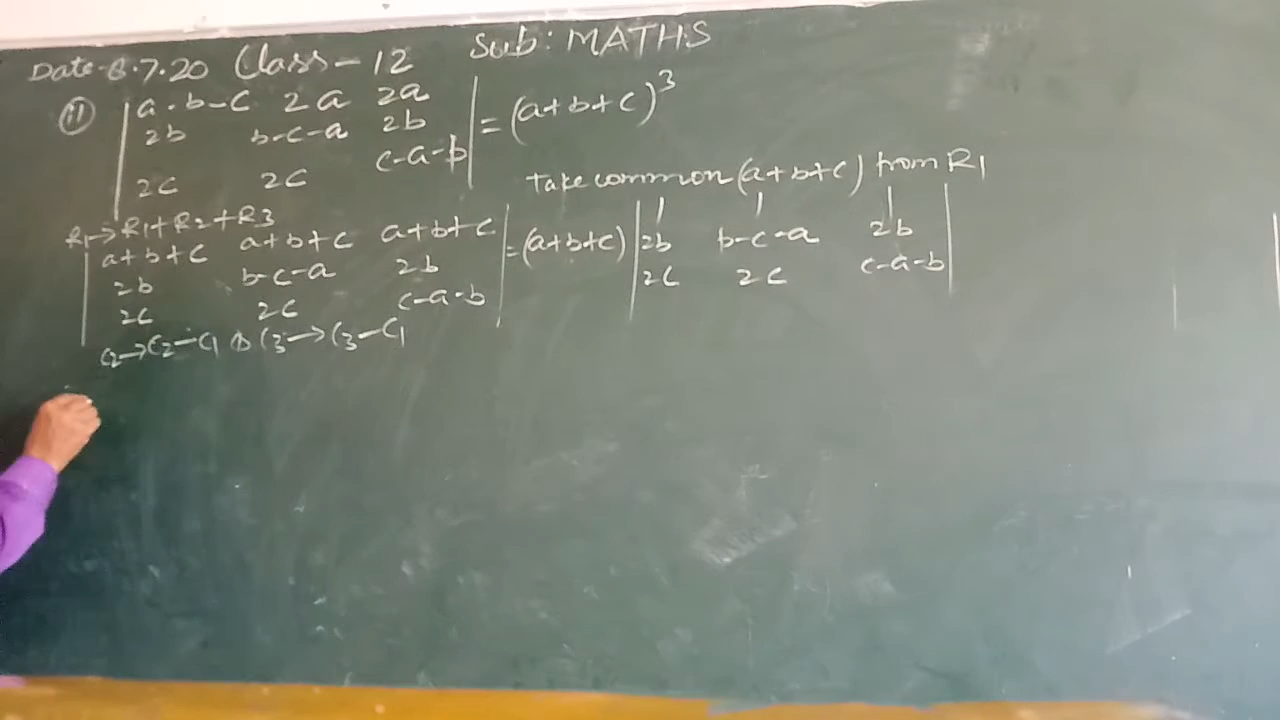 Date-6.7.20 Class-12 Sub: MATHS
(ii) | a-b-c 2a 2a |
| 2b b-c-a 2b | = (a+b+c)^3
| 2c 2c c-a-b |
Take common (a+b+c) from R1
R1→R1+R2+R3
| a+b+c a+b+c a+b+c | | 1 1 1 |
| 2b b-c-a 2b | = (a+b+c) | 2b b-c-a 2b |
| 2c 2c c-a-b | | 2c 2c c-a-b |
C2→C2-C1 & C3→C3-C1